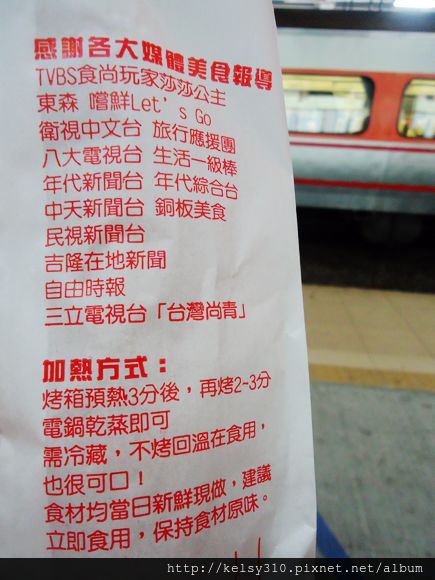 感謝各大媒體美食報導
TVBS食尚玩家莎莎公主
東森 嚐鮮Let's Go
衛視中文台 旅行應援團
八大電視台 生活一級棒
年代新聞台 年代綜合台
中天新聞台 銅板美食
民視新聞台
吉隆在地新聞
自由時報
三立電視台「台灣尚青」
加熱方式：
烤箱預熱3分後，再烤2-3分
電鍋乾蒸即可
需冷藏，不烤回溫在食用，
也很可口！
食材均當日新鮮現做，建議
立即食用，保持食材原味。
http://kelsy310.pixnet.net/album